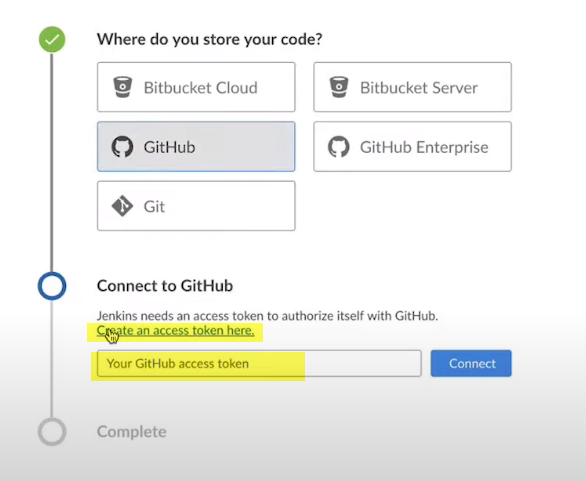 Where do you store your code?
Bitbucket Cloud
Bitbucket Server
GitHub
GitHub Enterprise
Git
Connect to GitHub
Jenkins needs an access token to authorize itself with GitHub.
Create an access token here.
Your GitHub access token
Connect
Complete